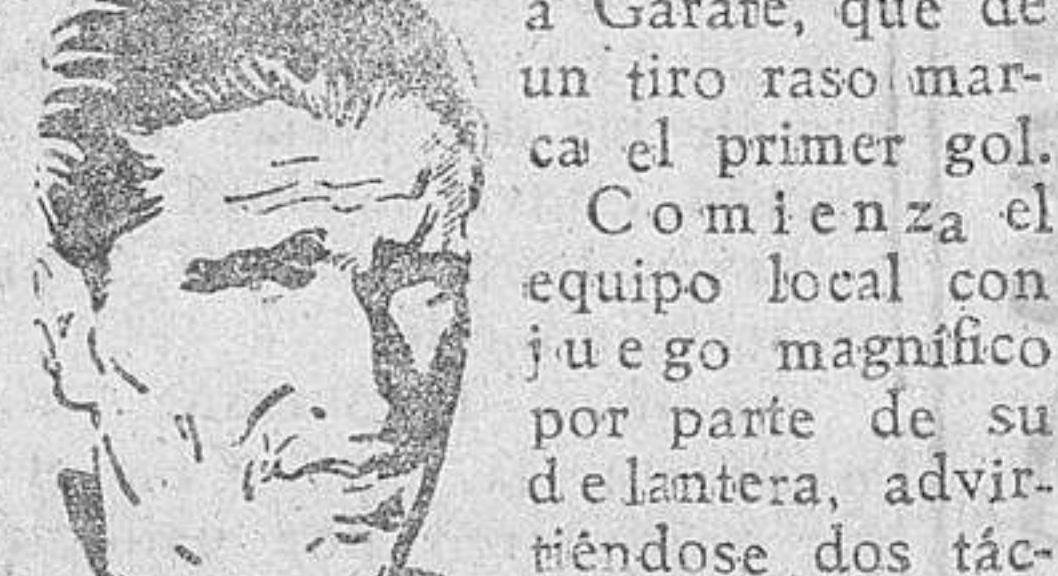 a Garate, que de
un tiro raso mar-
ca el primer gol.
Comienza el
equipo local con
juego magnífico
por parte de su
delantera, advir-
tiéndose dos tác-